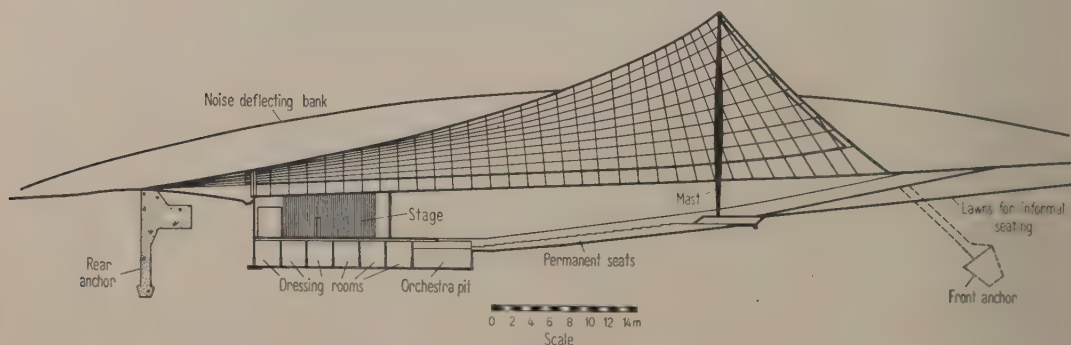 Noise deflecting bank
Stage
Mast
Lawns for informal
seating
Permanent seats
Rear
anchor
Dressing rooms
Orchestra pit
Front anchor
0 2 4 6 8 10 12 14m
Scale